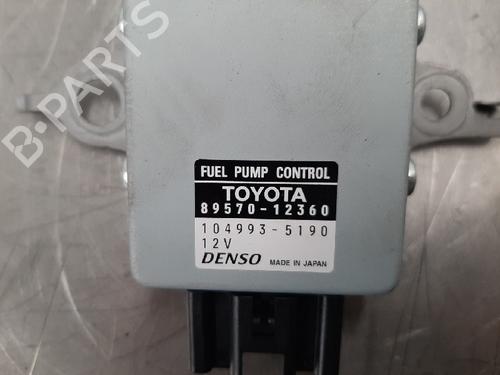 B-PARTS
FUEL PUMP CONTROL
TOYOTA
89570-12360
104993-5190
12V
DENSO MADE IN JAPAN